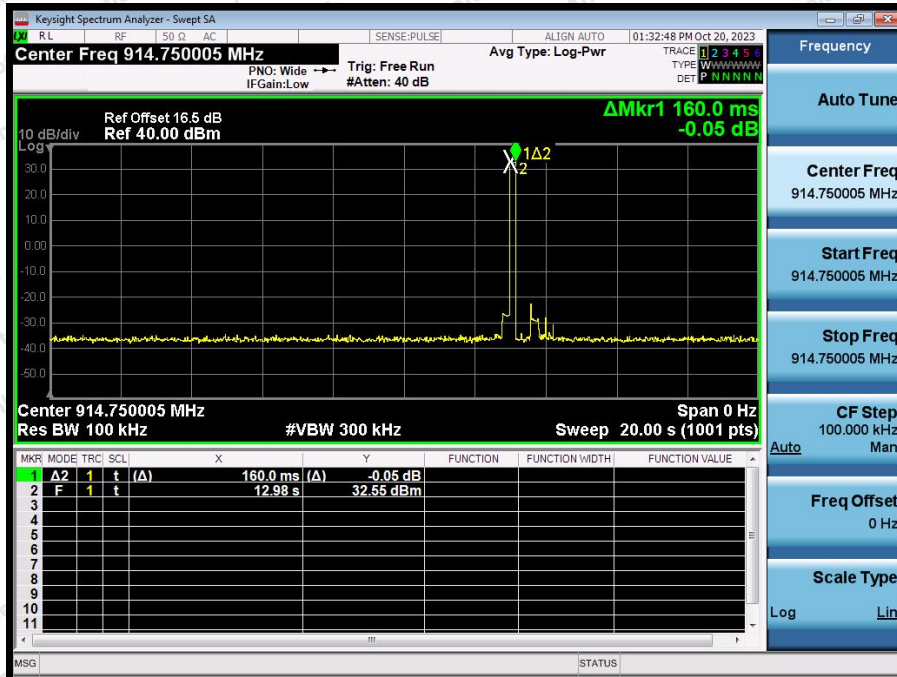 Keysight Spectrum Analyzer - Swept SA
LXI RL RF 50 Ω AC SENSE:PULSE ALIGN AUTO 01:32:48 PM Oct 20, 2023
Center Freq 914.750005 MHz Avg Type: Log-Pwr TRACE 1 2 3 4 5 6
PNO: Wide Trig: Free Run TYPE WWWWWW
IFGain:Low #Atten: 40 dB DET P N N N N N
ΔMkr1 160.0 ms
-0.05 dB
Ref Offset 16.5 dB
10 dB/div Ref 40.00 dBm
Log
1Δ2
2
30.0
20.0
10.0
0.00
-10.0
-20.0
-30.0
-40.0
-50.0
Center 914.750005 MHz Span 0 Hz
Res BW 100 kHz #VBW 300 kHz Sweep 20.00 s (1001 pts)
MKR MODE TRC SCL X Y FUNCTION FUNCTION WIDTH FUNCTION VALUE
1 Δ2 1 t (Δ) 160.0 ms (Δ) -0.05 dB
2 F 1 t 12.98 s 32.55 dBm
3
4
5
6
7
8
9
10
11
MSG STATUS
Frequency
Auto Tune
Center Freq
914.750005 MHz
Start Freq
914.750005 MHz
Stop Freq
914.750005 MHz
CF Step
100.000 kHz
Auto Man
Freq Offset
0 Hz
Scale Type
Log Lin